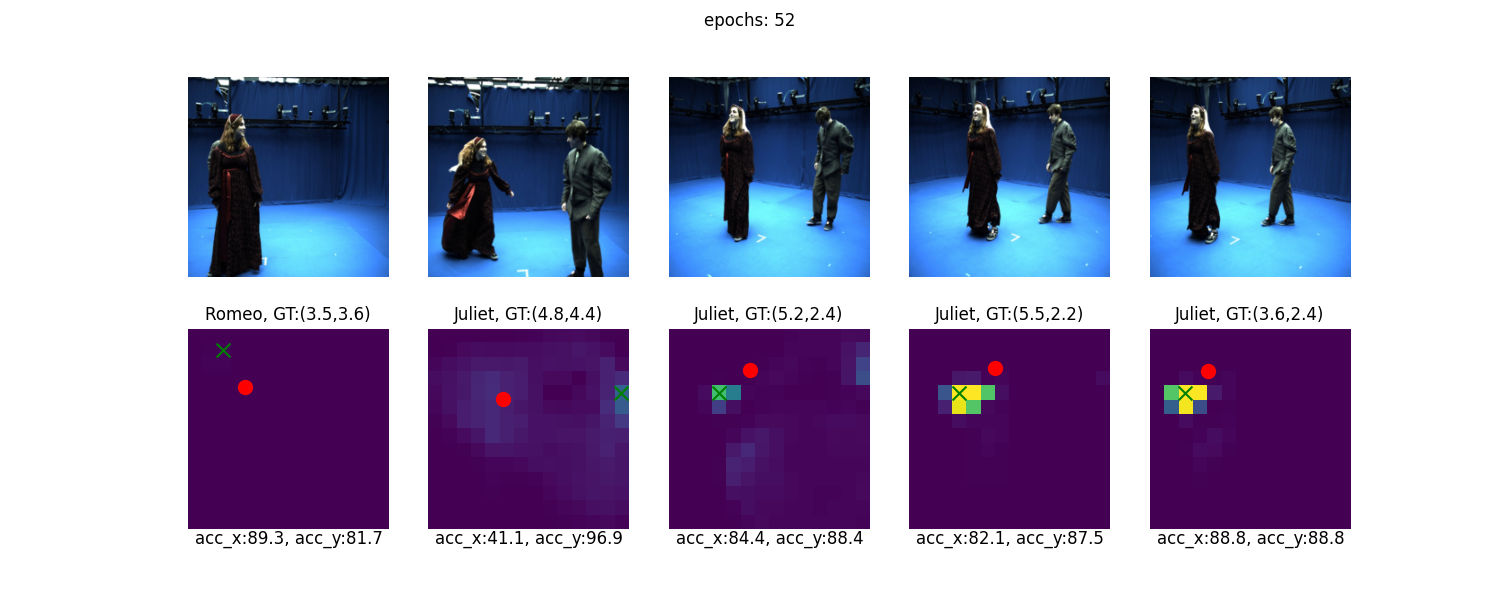 epochs: 52
Romeo, GT:(3.5,3.6)
Juliet, GT:(4.8,4.4)
Juliet, GT:(5.2,2.4)
Juliet, GT:(5.5,2.2)
Juliet, GT:(3.6,2.4)
acc_x:89.3, acc_y:81.7
acc_x:41.1, acc_y:96.9
acc_x:84.4, acc_y:88.4
acc_x:82.1, acc_y:87.5
acc_x:88.8, acc_y:88.8